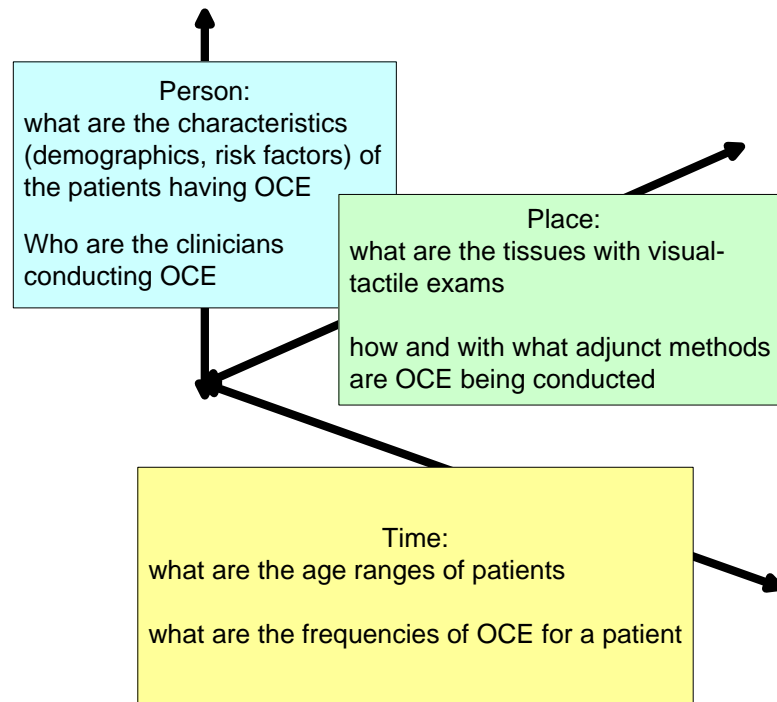 Person:
what are the characteristics
(demographics, risk factors) of
the patients having OCE
Who are the clinicians
conducting OCE
Place:
what are the tissues with visual-
tactile exams
how and with what adjunct methods
are OCE being conducted
Time:
what are the age ranges of patients
what are the frequencies of OCE for a patient